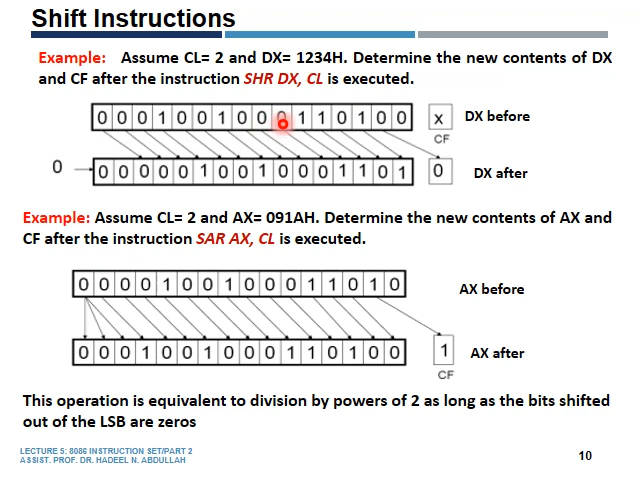 Shift Instructions
Example: Assume CL= 2 and DX= 1234H. Determine the new contents of DX
and CF after the instruction SHR DX, CL is executed.
0 0 0 1 0 0 1 0 0 0 1 1 0 1 0 0 x DX before
CF
0 0 0 0 0 0 1 0 0 1 0 0 0 1 1 0 1 0 DX after
Example: Assume CL= 2 and AX= 091AH. Determine the new contents of AX and
CF after the instruction SAR AX, CL is executed.
0 0 0 0 1 0 0 1 0 0 0 1 1 0 1 0 AX before
0 0 0 1 0 0 1 0 0 0 1 1 0 1 0 0 1 AX after
CF
This operation is equivalent to division by powers of 2 as long as the bits shifted
out of the LSB are zeros
LECTURE 5: 8086 INSTRUCTION SET/PART 2
ASSIST. PROF. DR. HADEEL N. ABDULLAH
10